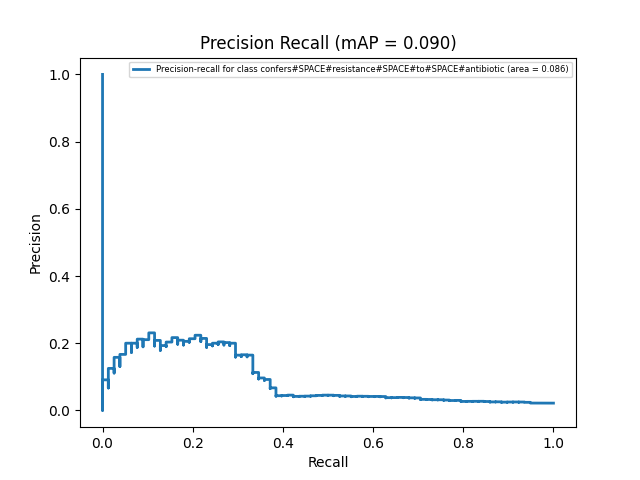 Precision Recall (mAP = 0.090)
Precision-recall for class confers#SPACE#resistance#SPACE#to#SPACE#antibiotic (area = 0.086)
1.0
0.8
0.6
0.4
0.2
0.0
Precision
0.0 0.2 0.4 0.6 0.8 1.0
Recall